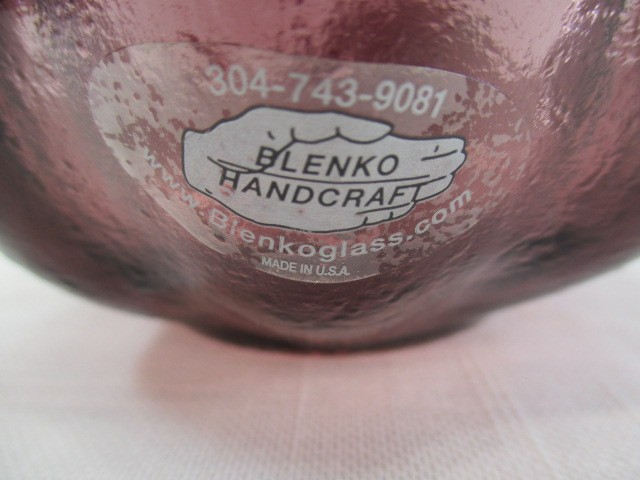 304-743-9081
BLENKO
HANDCRAFT
www.Blenkoglass.com
MADE IN U.S.A.